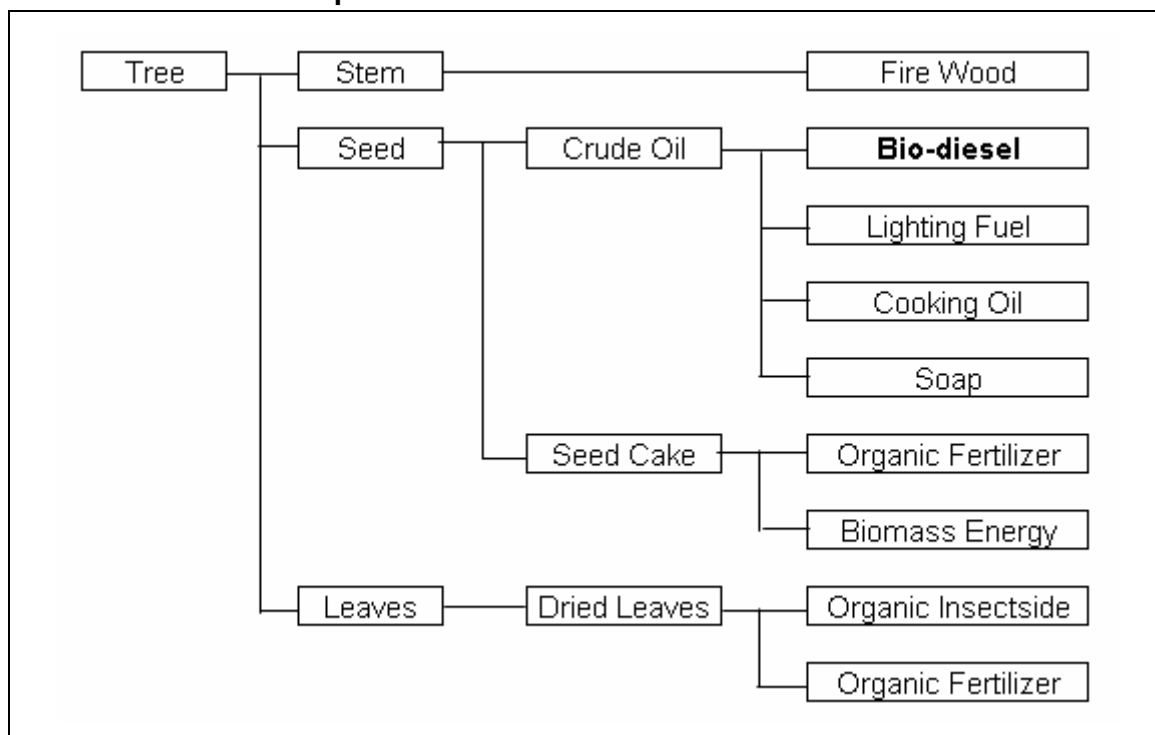 Tree
Stem
Fire Wood
Seed
Crude Oil
Bio-diesel
Lighting Fuel
Cooking Oil
Soap
Seed Cake
Organic Fertilizer
Biomass Energy
Leaves
Dried Leaves
Organic Insectside
Organic Fertilizer